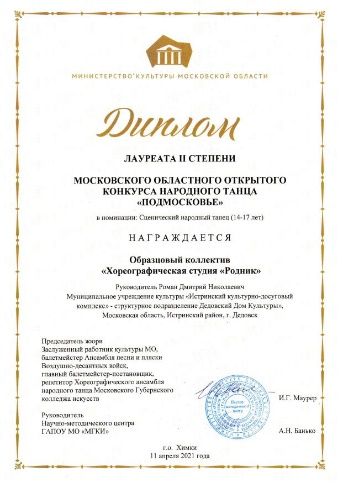 МИНИСТЕРСТВО КУЛЬТУРЫ МОСКОВСКОЙ ОБЛАСТИ
Диплом
ЛАУРЕАТА II СТЕПЕНИ
МОСКОВСКОГО ОБЛАСТНОГО ОТКРЫТОГО
КОНКУРСА НАРОДНОГО ТАНЦА
«ПОДМОСКОВЬЕ»
в номинации: Сценический народный танец (14-17 лет)
НАГРАЖДАЕТСЯ
Образцовый коллектив
«Хореографическая студия «Родник»
Руководитель Роман Дмитрий Николаевич
Муниципальное учреждение культуры «Истринский культурно-досуговый
комплекс» - структурное подразделение Дедовский Дом Культуры»,
Московская область, Истринский район, г. Дедовск
Председатель жюри
Заслуженный работник культуры МО,
балетмейстер Ансамбля песни и пляски
Воздушно-десантных войск,
главный балетмейстер-постановщик,
репетитор Хореографического ансамбля
народного танца Московского Губернского
колледжа искусств
И.Г. Маурер
Руководитель
Научно-методического центра
ГАПОУ МО «МГКИ»
А.Н. Банько
г.о. Химки
11 апреля 2021 года